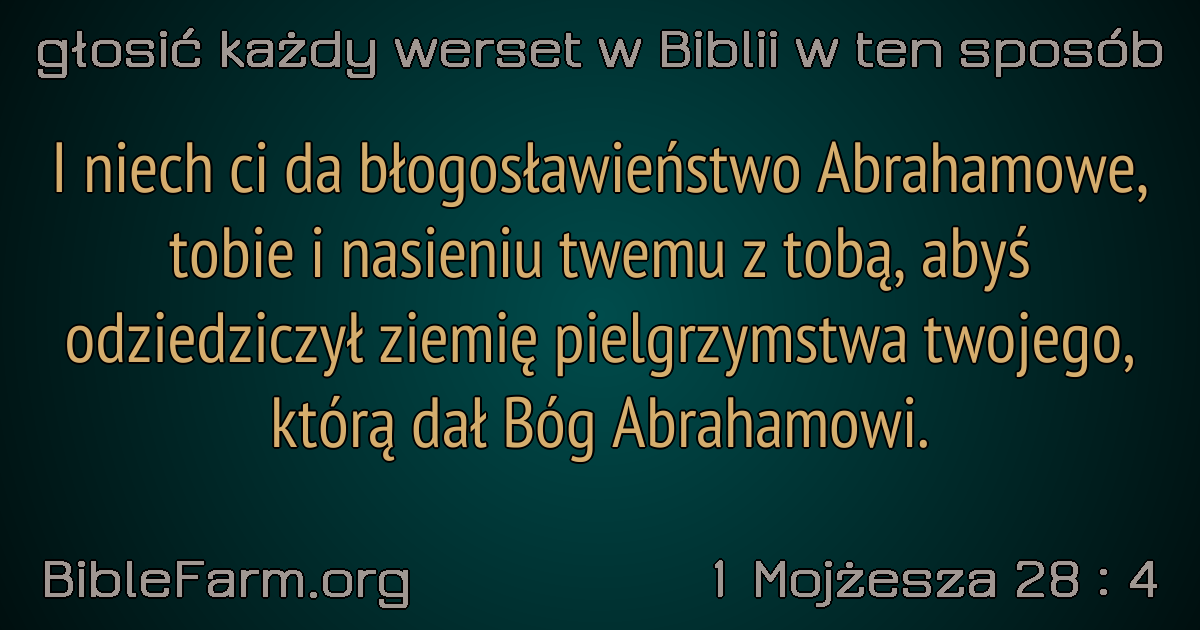 głosić każdy werset w Biblii w ten sposób
I niech ci da błogosławieństwo Abrahamowe,
tobie i nasieniu twemu z tobą, abyś
odziedziczył ziemię pielgrzymstwa twojego,
którą dał Bóg Abrahamowi.
BibleFarm.org
1 Mojżesza 28 : 4